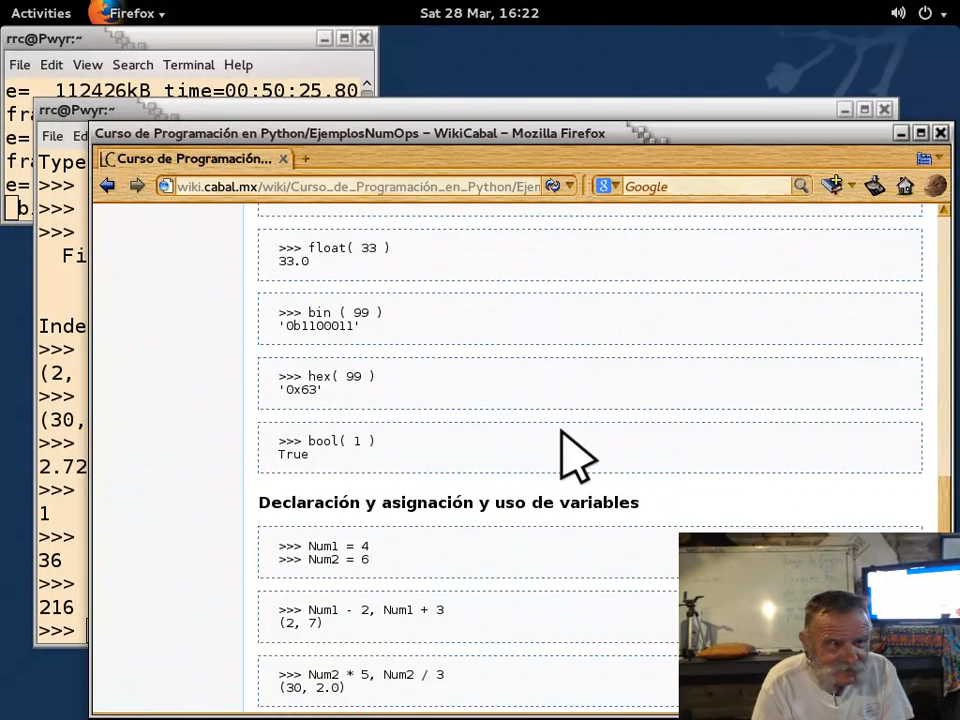 Activities Firefox Sat 28 Mar, 16:22
rrc@Pwyr:~
File Edit View Search Terminal Help
e= 112426kB time=00:50:25.80
fra
e=
fra
e=
b
rrc@Pwyr:~
File Ed
Type
>>>
>>>
>>>
Fi
Inde
>>>
(2,
>>>
(30,
>>>
2.72
>>>
1
>>>
36
>>>
216
>>>
Curso de Programación en Python/EjemplosNumOps – WikiCabal – Mozilla Firefox
Curso de Programación...
wiki.cabal.mx/wiki/Curso_de_Programación_en_Python/Ejem
Google
>>> float( 33 )
33.0
>>> bin ( 99 )
'0b1100011'
>>> hex( 99 )
'0x63'
>>> bool( 1 )
True
Declaración y asignación y uso de variables
>>> Num1 = 4
>>> Num2 = 6
>>> Num1 - 2, Num1 + 3
(2, 7)
>>> Num2 * 5, Num2 / 3
(30, 2.0)